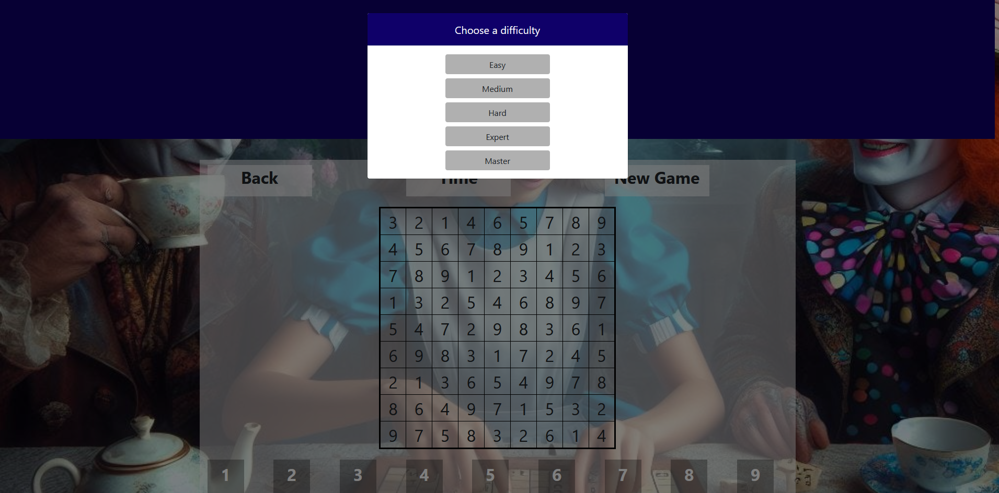 Choose a difficulty
Easy
Medium
Hard
Expert
Master
Back Time New Game
3 2 1 4 6 5 7 8 9
4 5 6 7 8 9 1 2 3
7 8 9 1 2 3 4 5 6
1 3 2 5 4 6 8 9 7
5 4 7 2 9 8 3 6 1
6 9 8 3 1 7 2 4 5
2 1 3 6 5 4 9 7 8
8 6 4 9 7 1 5 3 2
9 7 5 8 3 2 6 1 4
1 2 3 4 5 6 7 8 9